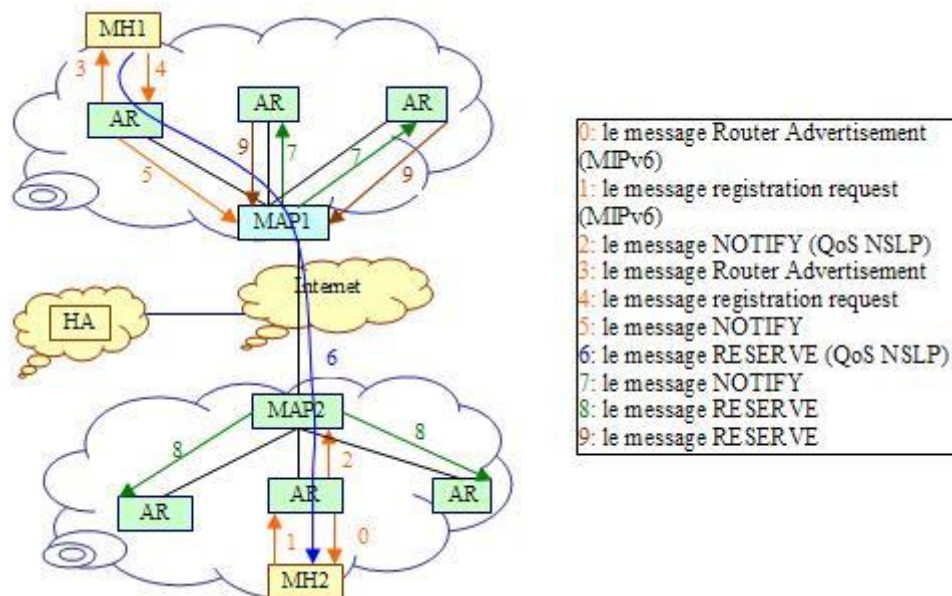 MH1
3
4
AR
AR
AR
9
7
7
9
5
MAP1
Internet
HA
6
MAP2
8
8
2
AR
AR
AR
1
0
MH2
0: le message Router Advertisement
(MIPv6)
1: le message registration request
(MIPv6)
2: le message NOTIFY (QoS NSLP)
3: le message Router Advertisement
4: le message registration request
5: le message NOTIFY
6: le message RESERVE (QoS NSLP)
7: le message NOTIFY
8: le message RESERVE
9: le message RESERVE